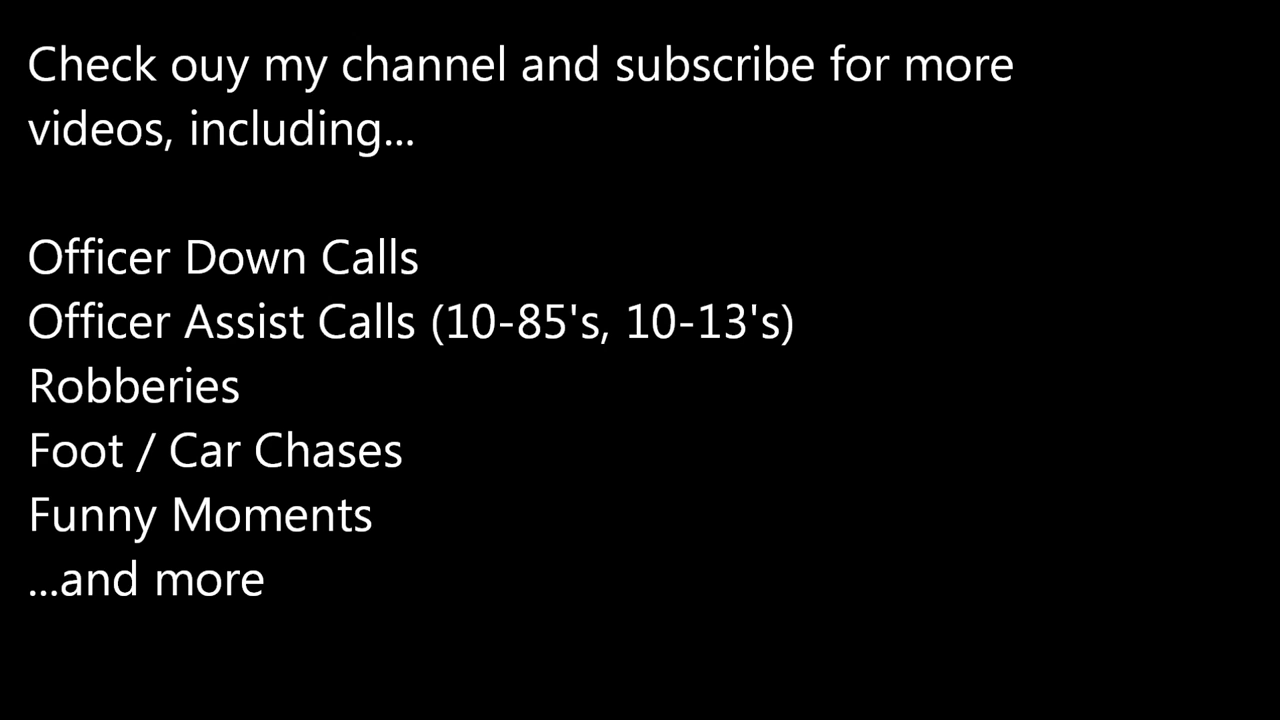 Check ouy my channel and subscribe for more
videos, including...
Officer Down Calls
Officer Assist Calls (10-85's, 10-13's)
Robberies
Foot / Car Chases
Funny Moments
...and more